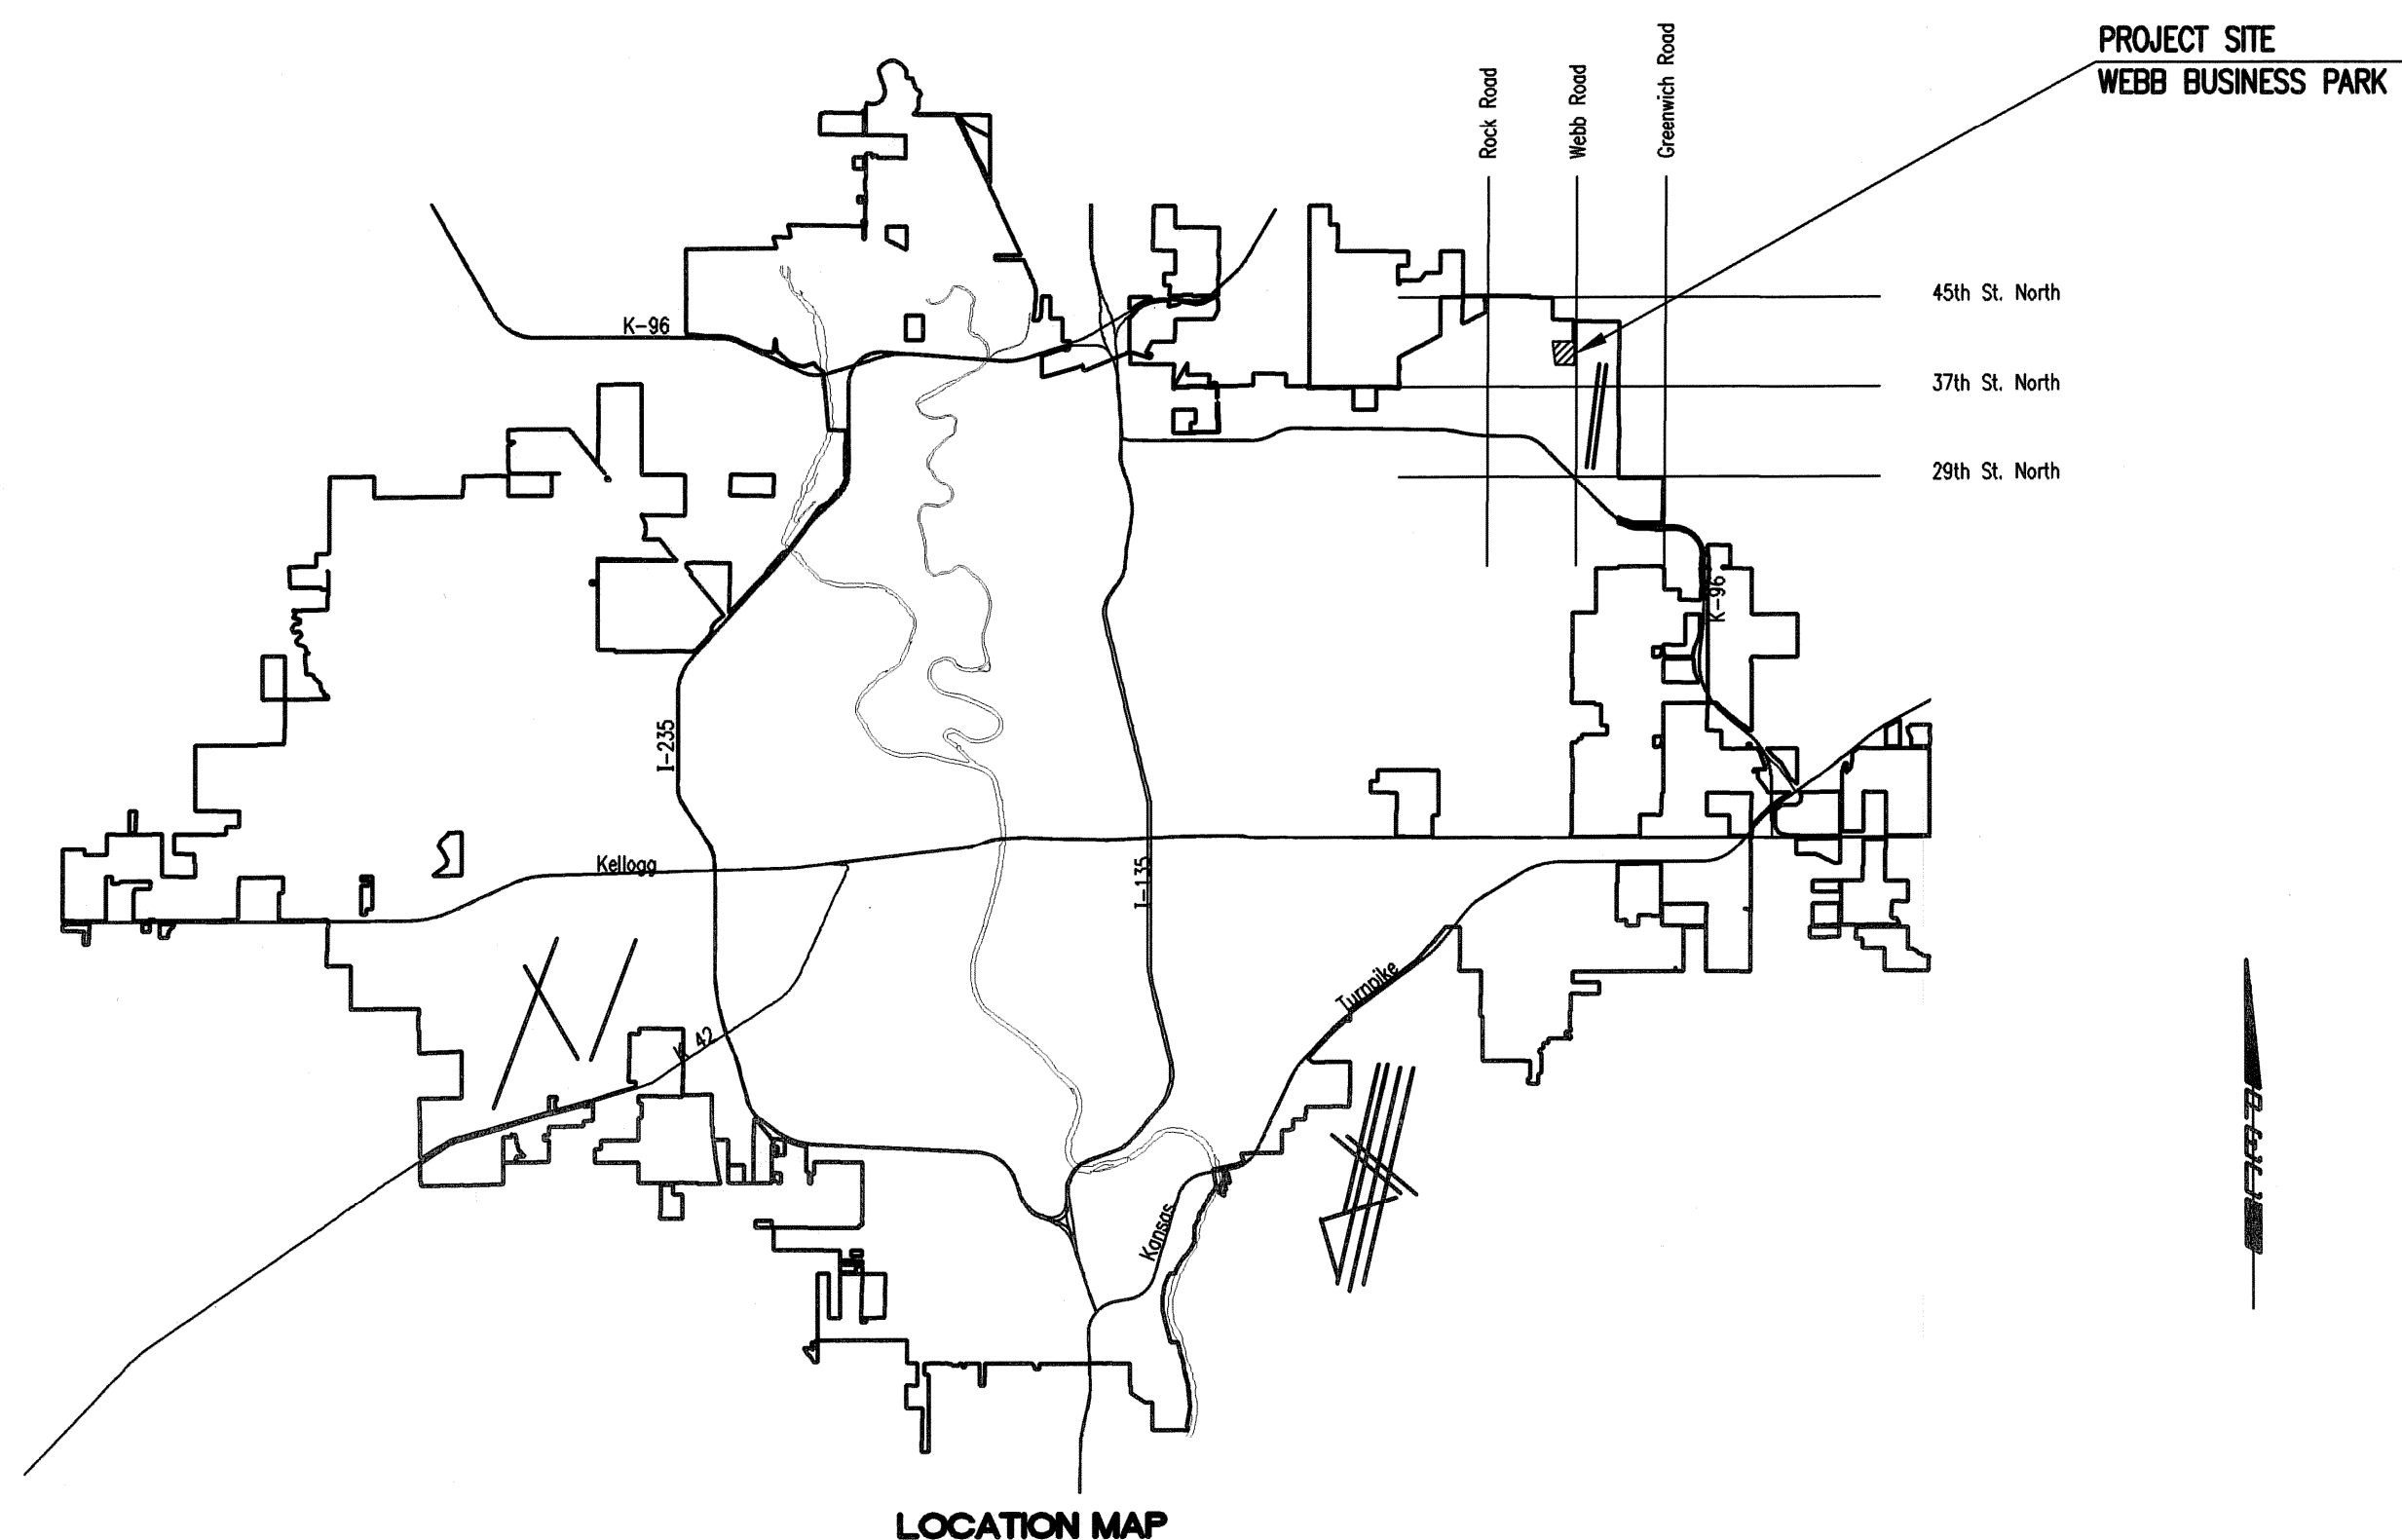 PROJECT SITE
WEBB BUSINESS PARK
Rock Road
Webb Road
Greenwich Road
45th St. North
37th St. North
29th St. North
K-96
K-96
I-235
Kellogg
I-135
Turnpike
K 42
Kansas
NORTH
LOCATION MAP